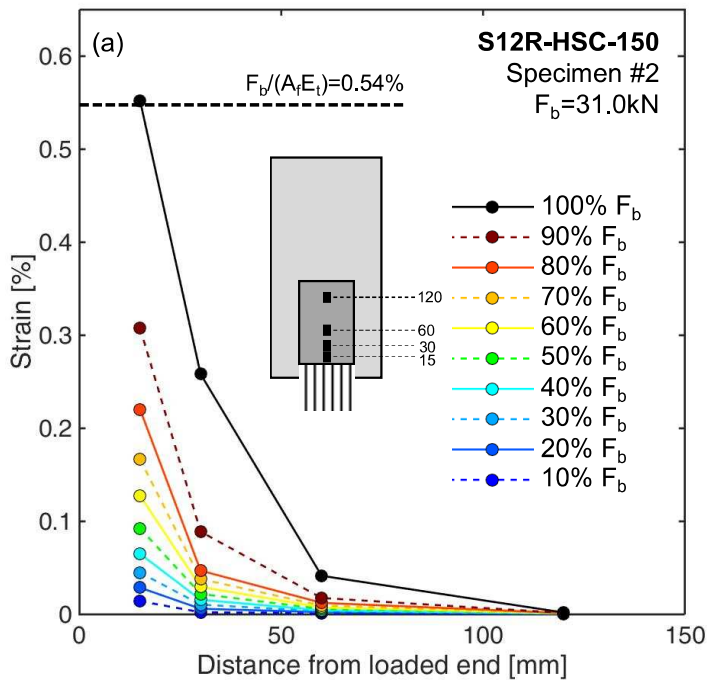 (a)
S12R-HSC-150
Specimen #2
F_b=31.0kN
F_b/(A_fE_t)=0.54%
100% F_b
90% F_b
80% F_b
70% F_b
60% F_b
50% F_b
40% F_b
30% F_b
20% F_b
10% F_b
120
60
30
15
Strain [%]
0.6
0.5
0.4
0.3
0.2
0.1
0
0
50
100
150
Distance from loaded end [mm]